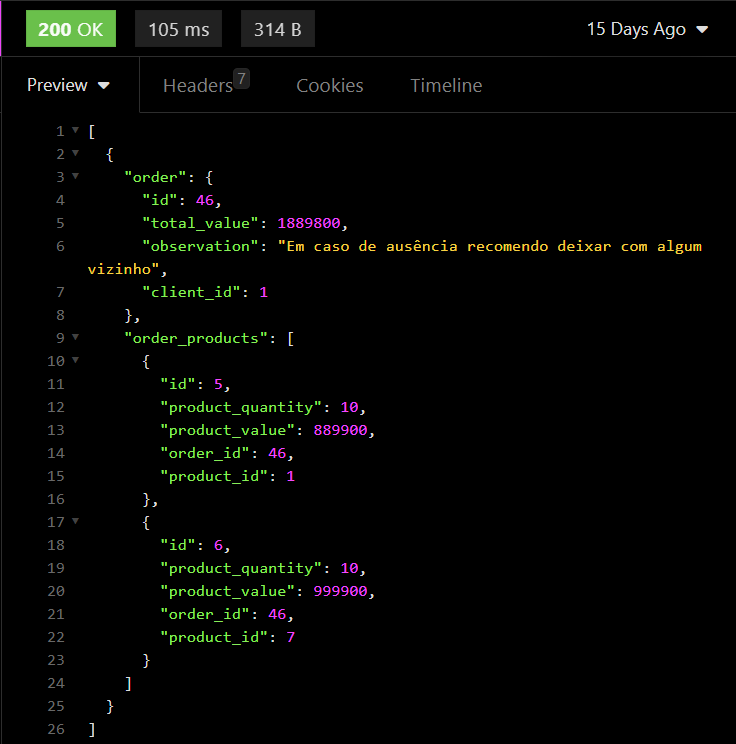 200 OK 105 ms 314 B 15 Days Ago
Preview Headers 7 Cookies Timeline
1 [
2 {
3 "order": {
4 "id": 46,
5 "total_value": 1889800,
6 "observation": "Em caso de ausência recomendo deixar com algum
vizinho",
7 "client_id": 1
8 },
9 "order_products": [
10 {
11 "id": 5,
12 "product_quantity": 10,
13 "product_value": 889900,
14 "order_id": 46,
15 "product_id": 1
16 },
17 {
18 "id": 6,
19 "product_quantity": 10,
20 "product_value": 999900,
21 "order_id": 46,
22 "product_id": 7
23 }
24 ]
25 }
26 ]